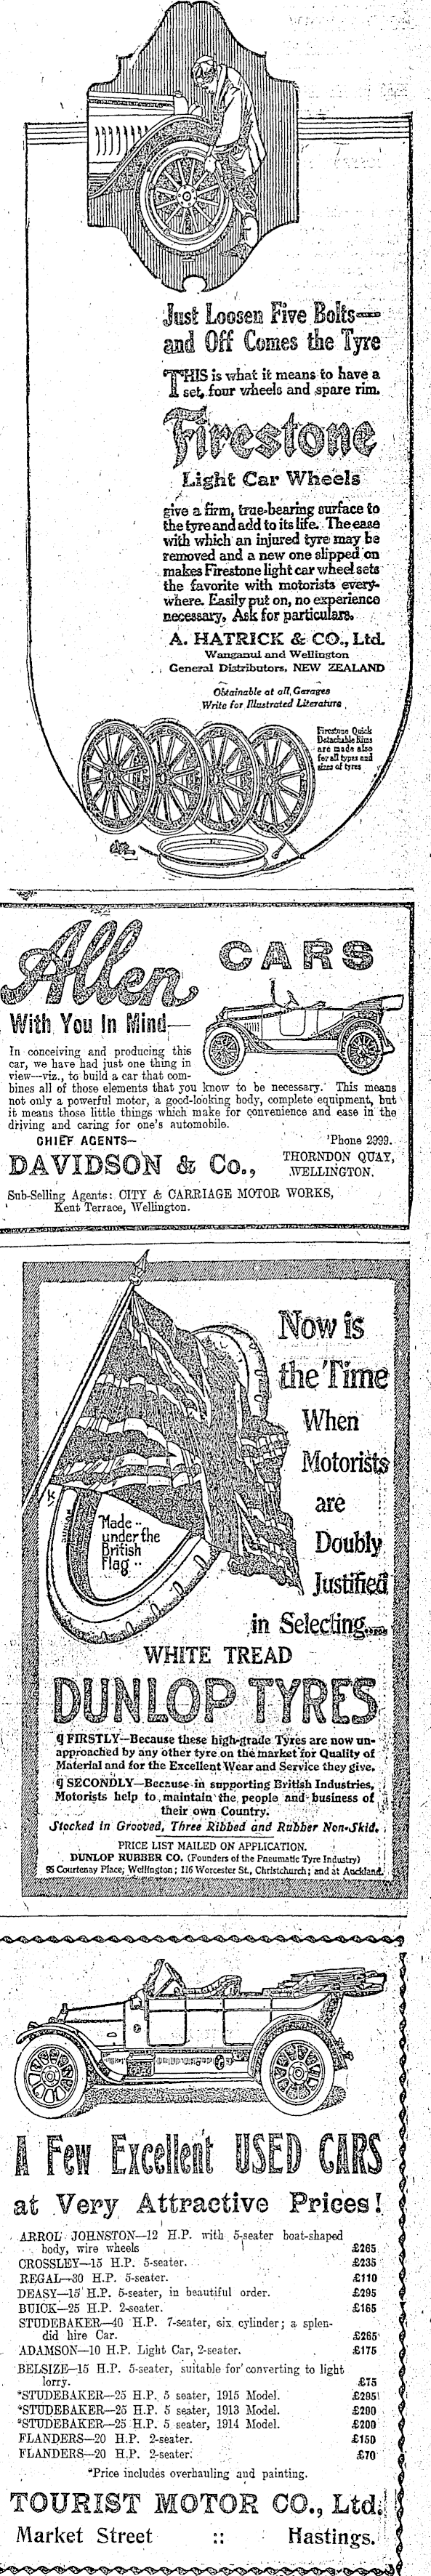 Just Loosen Five Bolts—
and Off Comes the Tyre
THIS is what it means to have a
set, four wheels and spare rim.
Firestone
Light Car Wheels
give a firm, true-bearing surface to
the tyre and add to its life. The ease
with which an injured tyre may be
removed and a new one slipped on
makes Firestone light car wheel sets
the favorite with motorists every-
where. Easily put on, no experience
necessary. Ask for particulars.
A. HATRICK & CO., Ltd.
Wanganui and Wellington
General Distributors, NEW ZEALAND
Obtainable at all Garages
Write for Illustrated Literature
Firestone Quick
Detachable Rims
are made also
for all types and
sizes of tyres
Allen CARS
With You In Mind—
In conceiving and producing this
car, we have had just one thing in
view—viz., to build a car that com-
bines all of those elements that you know to be necessary. This means
not only a powerful motor, a good-looking body, complete equipment, but
it means those little things which make for convenience and ease in the
driving and caring for one's automobile.
CHIEF AGENTS—
'Phone 2999.
DAVIDSON & Co.,
THORNDON QUAY,
WELLINGTON.
Sub-Selling Agents: CITY & CARRIAGE MOTOR WORKS,
Kent Terrace, Wellington.
Now is
the Time
When
Motorists
are
Doubly
Justified
in Selecting....
Made ..
under the
British
Flag ..
WHITE TREAD
DUNLOP TYRES
¶ FIRSTLY—Because these high-grade Tyres are now un-
approached by any other tyre on the market for Quality of
Material and for the Excellent Wear and Service they give.
¶ SECONDLY—Because in supporting British Industries,
Motorists help to maintain the people and business of
their own Country.
Stocked in Grooved, Three Ribbed and Rubber Non-Skid.
PRICE LIST MAILED ON APPLICATION.
DUNLOP RUBBER CO. (Founders of the Pneumatic Tyre Industry)
95 Courtenay Place, Wellington; 116 Worcester St., Christchurch; and at Auckland.
A Few Excellent USED CARS
at Very Attractive Prices!
ARROL JOHNSTON—12 H.P. with 5-seater boat-shaped
body, wire wheels £265
CROSSLEY—15 H.P. 5-seater. £235
REGAL—30 H.P. 5-seater. £110
DEASY—15 H.P. 5-seater, in beautiful order. £295
BUICK—25 H.P. 2-seater. £165
STUDEBAKER—40 H.P. 7-seater, six cylinder; a splen-
did hire Car. £265
ADAMSON—10 H.P. Light Car, 2-seater. £175
BELSIZE—15 H.P. 5-seater, suitable for converting to light
lorry. £75
*STUDEBAKER—25 H.P. 5 seater, 1915 Model. £295
*STUDEBAKER—25 H.P. 5 seater, 1913 Model. £200
*STUDEBAKER—25 H.P. 5 seater, 1914 Model. £200
FLANDERS—20 H.P. 2-seater. £150
FLANDERS—20 H.P. 2-seater. £70
*Price includes overhauling and painting.
TOURIST MOTOR CO., Ltd.
Market Street :: Hastings.